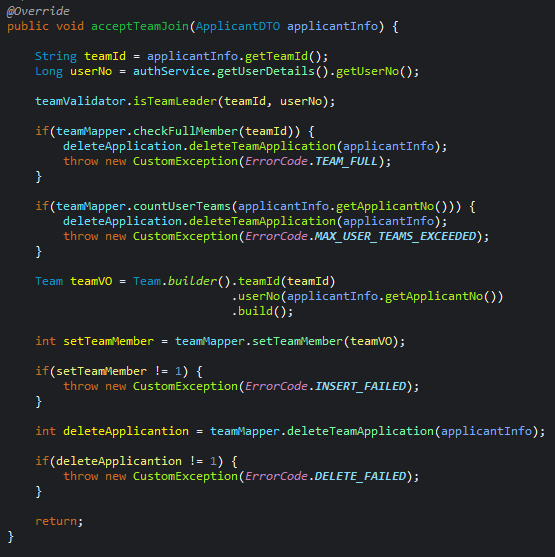 @Override
public void acceptTeamJoin(ApplicantDTO applicantInfo) {
String teamId = applicantInfo.getTeamId();
Long userNo = authService.getUserDetails().getUserNo();
teamValidator.isTeamLeader(teamId, userNo);
if(teamMapper.checkFullMember(teamId)) {
deleteApplication.deleteTeamApplication(applicantInfo);
throw new CustomException(ErrorCode.TEAM_FULL);
}
if(teamMapper.countUserTeams(applicantInfo.getApplicantNo())) {
deleteApplication.deleteTeamApplication(applicantInfo);
throw new CustomException(ErrorCode.MAX_USER_TEAMS_EXCEEDED);
}
Team teamVO = Team.builder().teamId(teamId)
.userNo(applicantInfo.getApplicantNo())
.build();
int setTeamMember = teamMapper.setTeamMember(teamVO);
if(setTeamMember != 1) {
throw new CustomException(ErrorCode.INSERT_FAILED);
}
int deleteApplicantion = teamMapper.deleteTeamApplication(applicantInfo);
if(deleteApplicantion != 1) {
throw new CustomException(ErrorCode.DELETE_FAILED);
}
return;
}